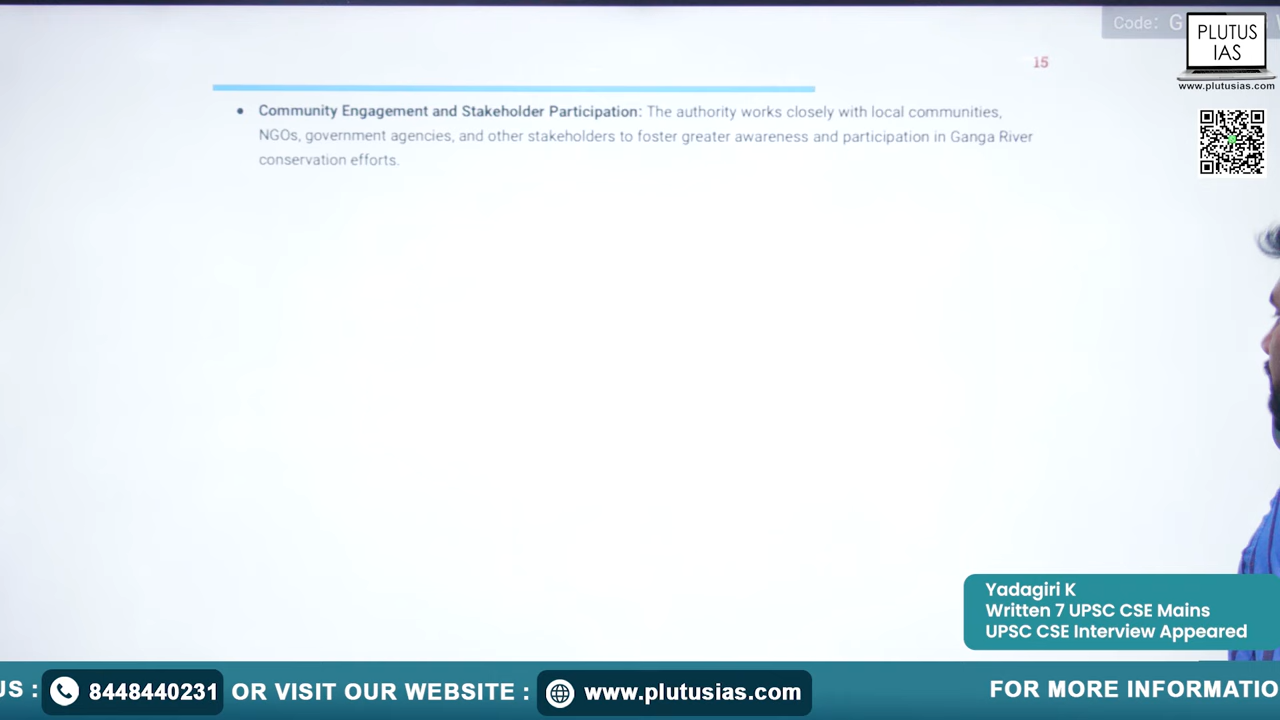 Code: G
PLUTUS
IAS
www.plutusias.com
15
• Community Engagement and Stakeholder Participation: The authority works closely with local communities,
NGOs, government agencies, and other stakeholders to foster greater awareness and participation in Ganga River
conservation efforts.
Yadagiri K
Written 7 UPSC CSE Mains
UPSC CSE Interview Appeared
US : 8448440231 OR VISIT OUR WEBSITE : www.plutusias.com FOR MORE INFORMATIO